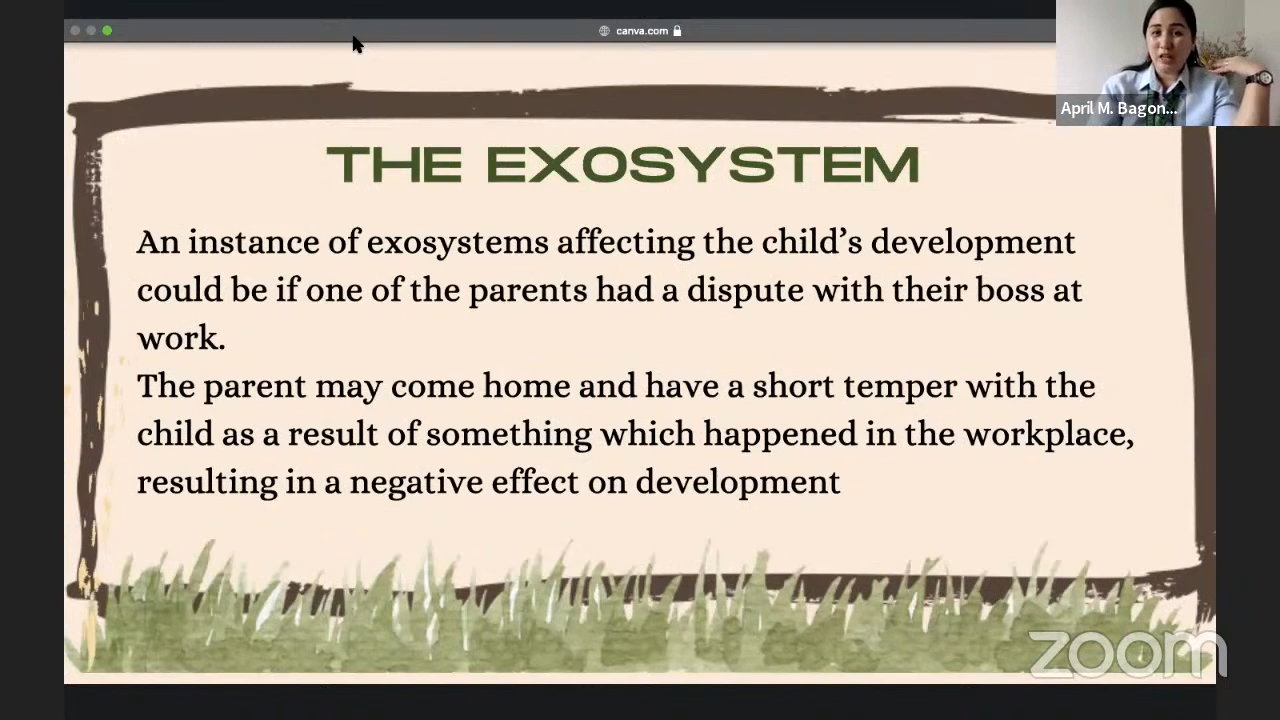 canva.com
April M. Bagon...
THE EXOSYSTEM
An instance of exosystems affecting the child’s development
could be if one of the parents had a dispute with their boss at
work.
The parent may come home and have a short temper with the
child as a result of something which happened in the workplace,
resulting in a negative effect on development
zoom